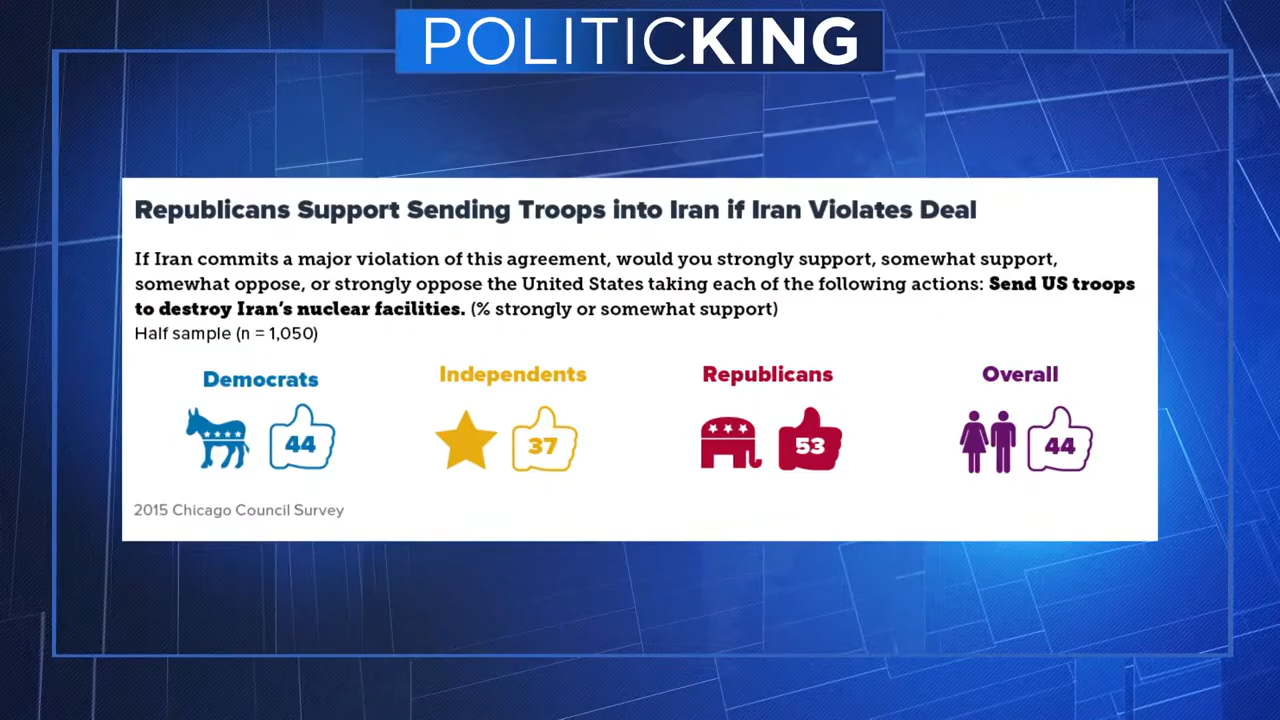 POLITICKING
Republicans Support Sending Troops into Iran if Iran Violates Deal
If Iran commits a major violation of this agreement, would you strongly support, somewhat support,
somewhat oppose, or strongly oppose the United States taking each of the following actions: Send US troops
to destroy Iran’s nuclear facilities. (% strongly or somewhat support)
Half sample (n = 1,050)
Democrats Independents Republicans Overall
44 37 53 44
2015 Chicago Council Survey